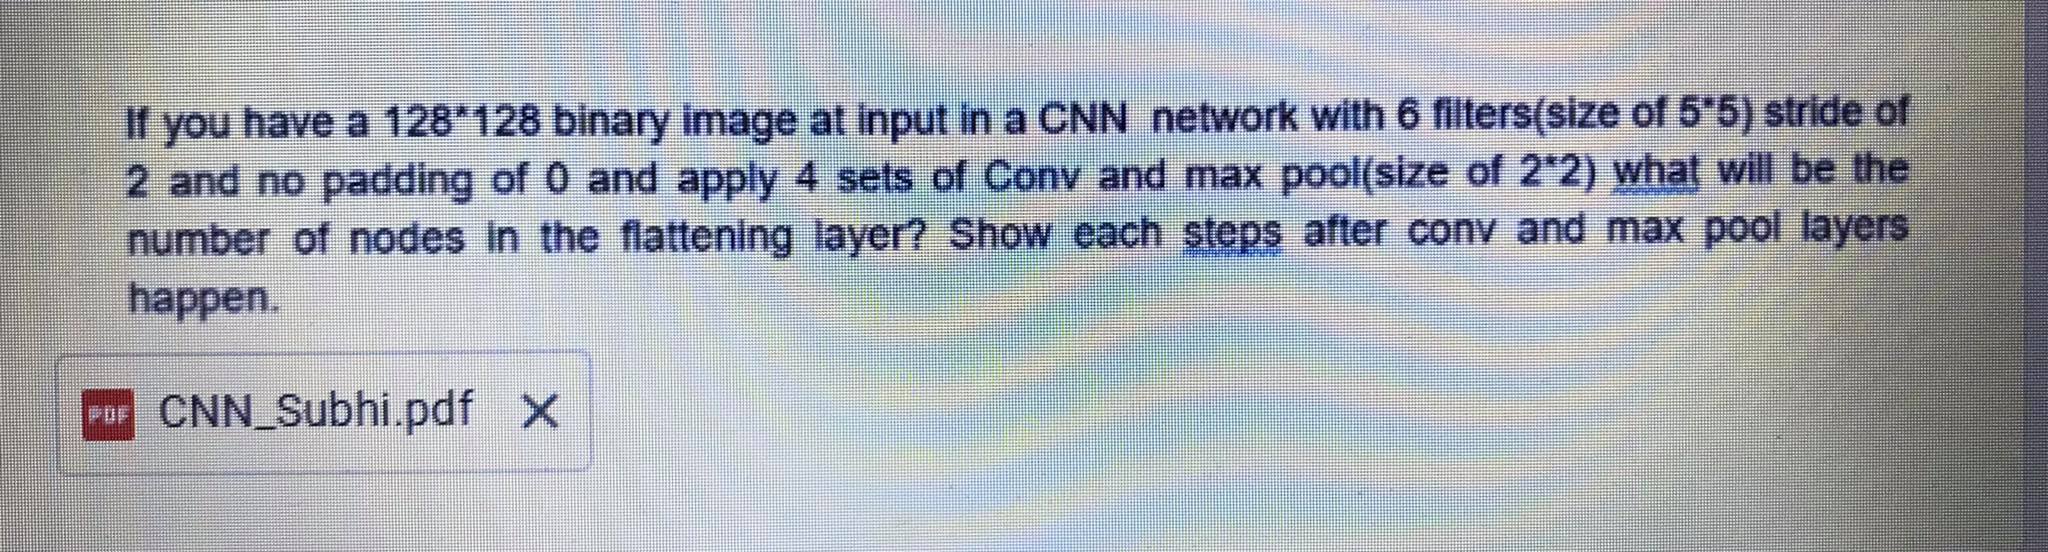 If you have a 128*128 binary image at input in a CNN network with 6 filters(size of 5*5) stride of
2 and no padding of 0 and apply 4 sets of Conv and max pool(size of 2*2) what will be the
number of nodes in the flattening layer? Show each steps after conv and max pool layers
happen.
PDF CNN_Subhi.pdf X